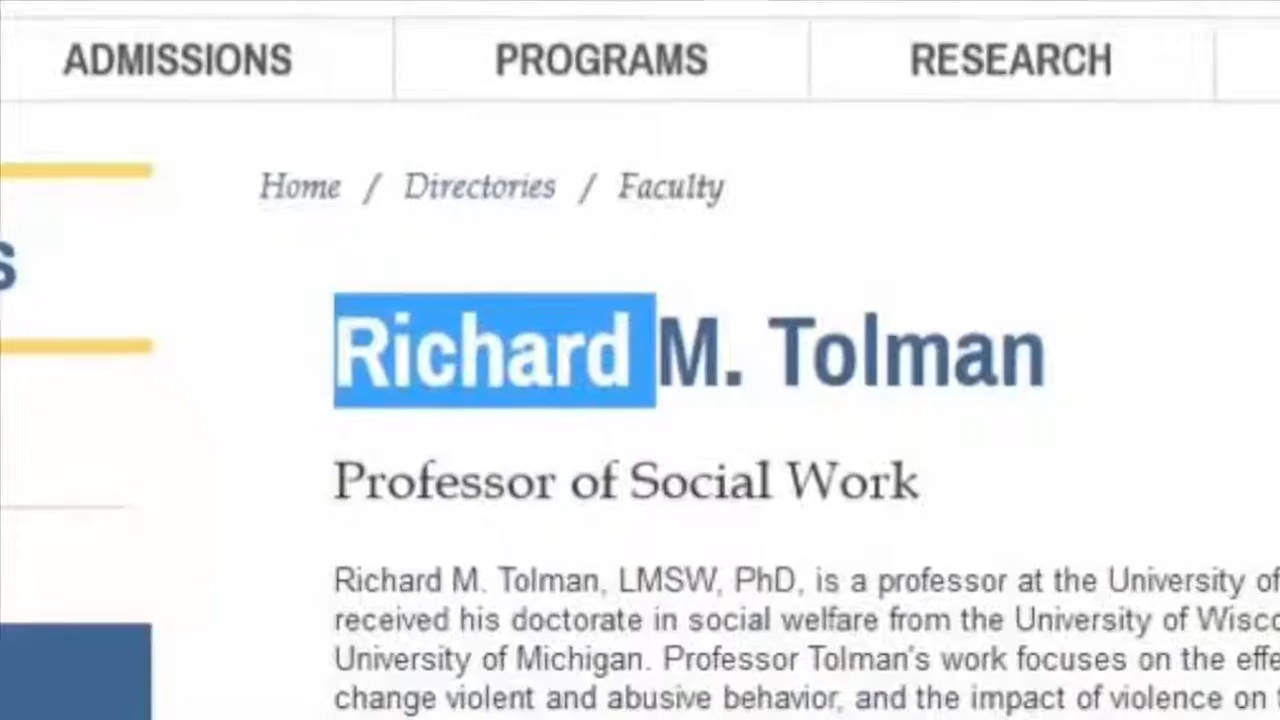 ADMISSIONS PROGRAMS RESEARCH
Home / Directories / Faculty
s
Richard M. Tolman
Professor of Social Work
Richard M. Tolman, LMSW, PhD, is a professor at the University of
received his doctorate in social welfare from the University of Wisco
University of Michigan. Professor Tolman's work focuses on the effe
change violent and abusive behavior, and the impact of violence on